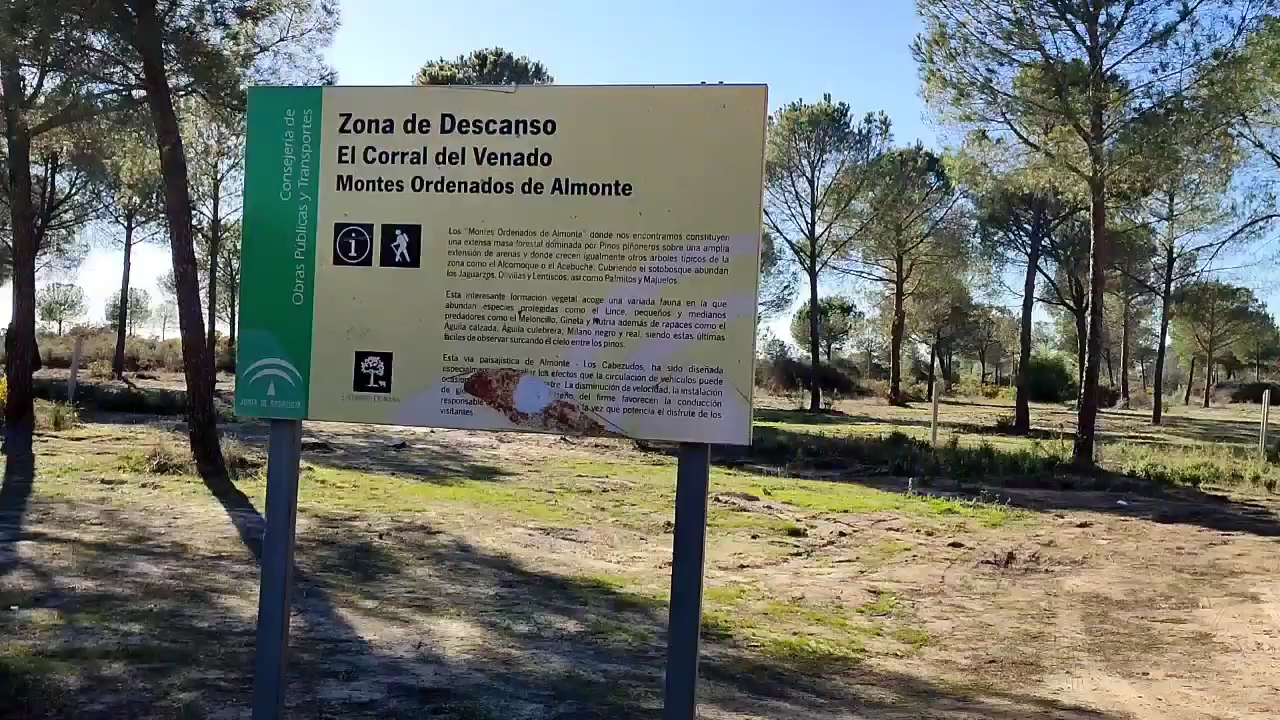 Consejería de
Obras Publicas y Transportes
JUNTA DE ANDALUCIA
Zona de Descanso
El Corral del Venado
Montes Ordenados de Almonte
Los "Montes Ordenados de Almonte" donde nos encontramos constituyen
una extensa masa forestal dominada por Pinos piñoneros sobre una amplia
extensión de arenas y donde crecen igualmente otros árboles típicos de la
zona como el Alcornoque o el Acebuche. Cubriendo el sotobosque abundan
los Jaguarzos, Olivilas y Lentiscos, así como Palmitos y Majuelos.
Esta interesante formación vegetal acoge una variada fauna en la que
abundan especies protegidas como el Lince, pequeños y medianos
predadores como el Meloncillo, Gineta y Nutria además de rapaces como el
Águila calzada, Águila culebrera, Milano negro y real, siendo estas últimas
fáciles de observar surcando el cielo entre los pinos.
Esta vía paisajística de Almonte - Los Cabezudos, ha sido diseñada
los efectos que la circulación de vehículos puede
La disminución de velocidad, la instalación
de del firme favorecen la conducción
responsable la vez que potencia el disfrute de los
visitantes.